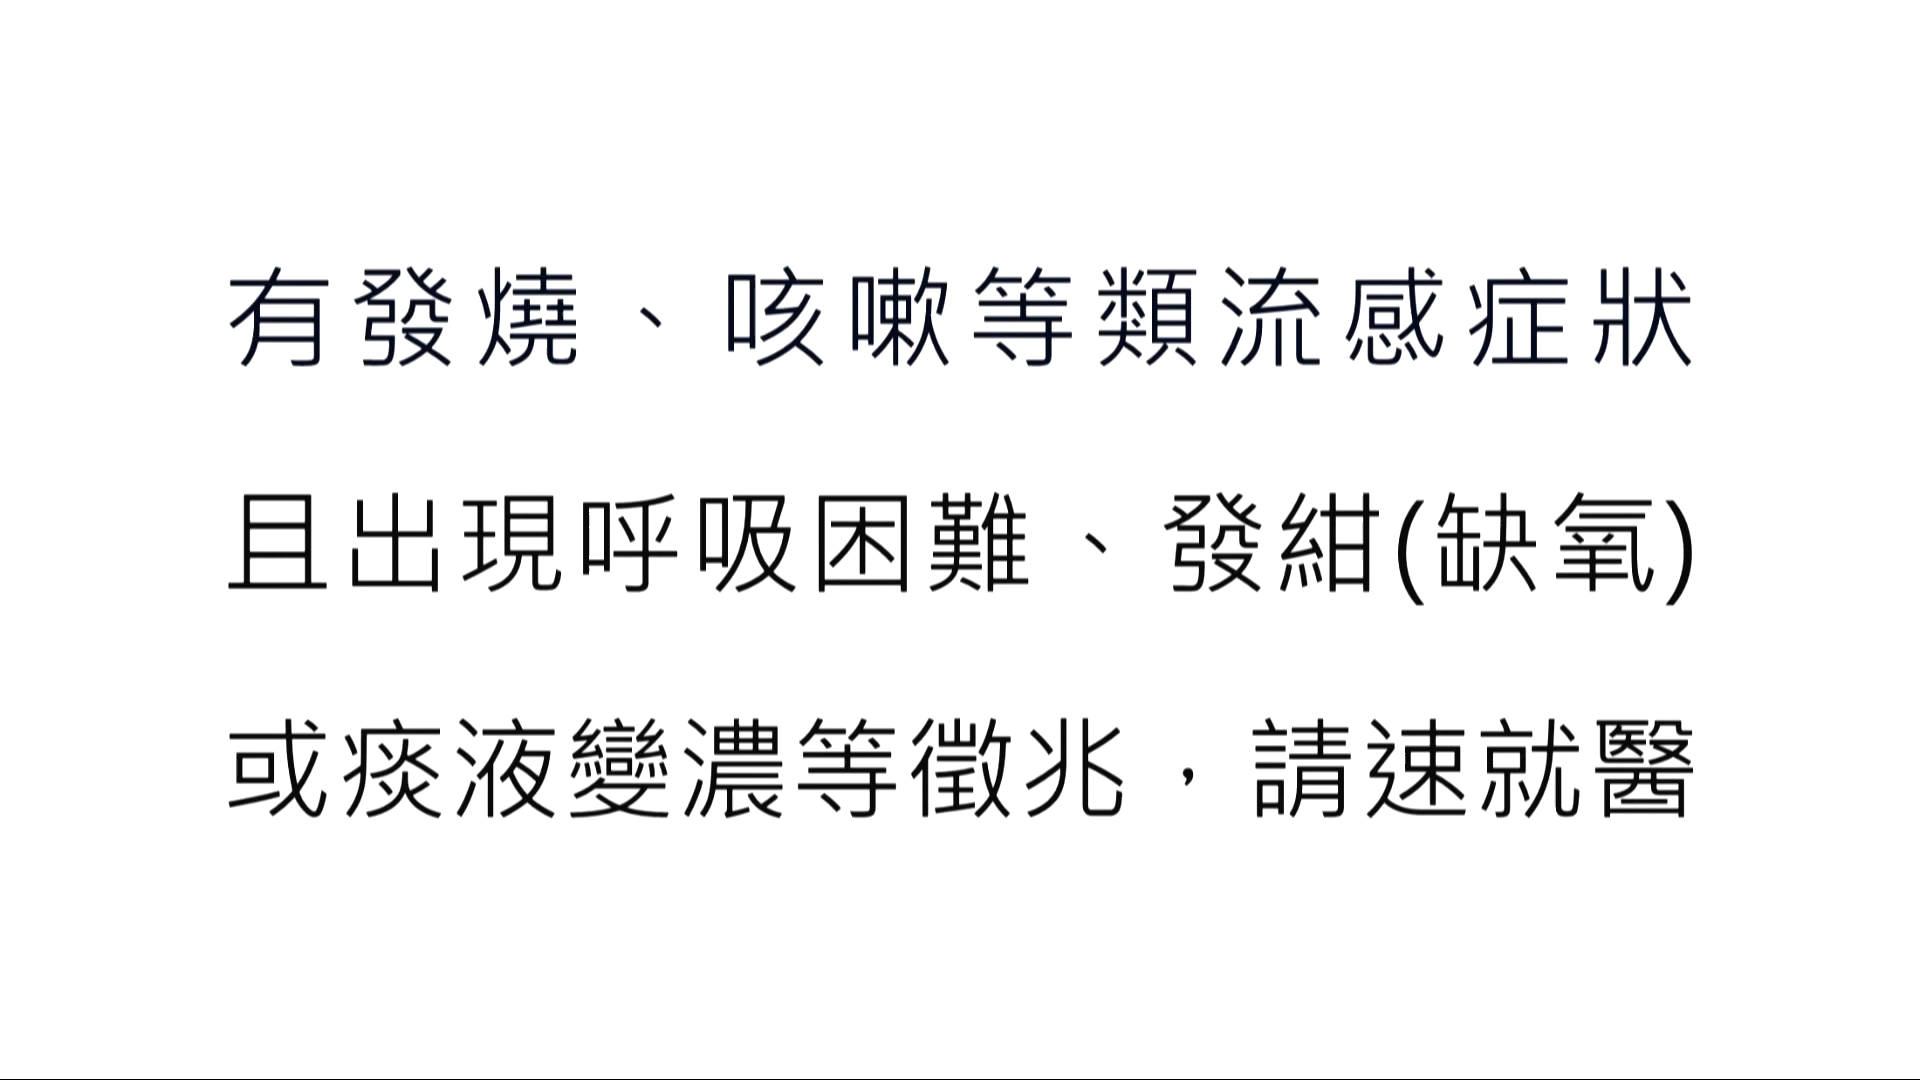 有發燒、咳嗽等類流感症狀
且出現呼吸困難、發紺(缺氧)
或痰液變濃等徵兆，請速就醫